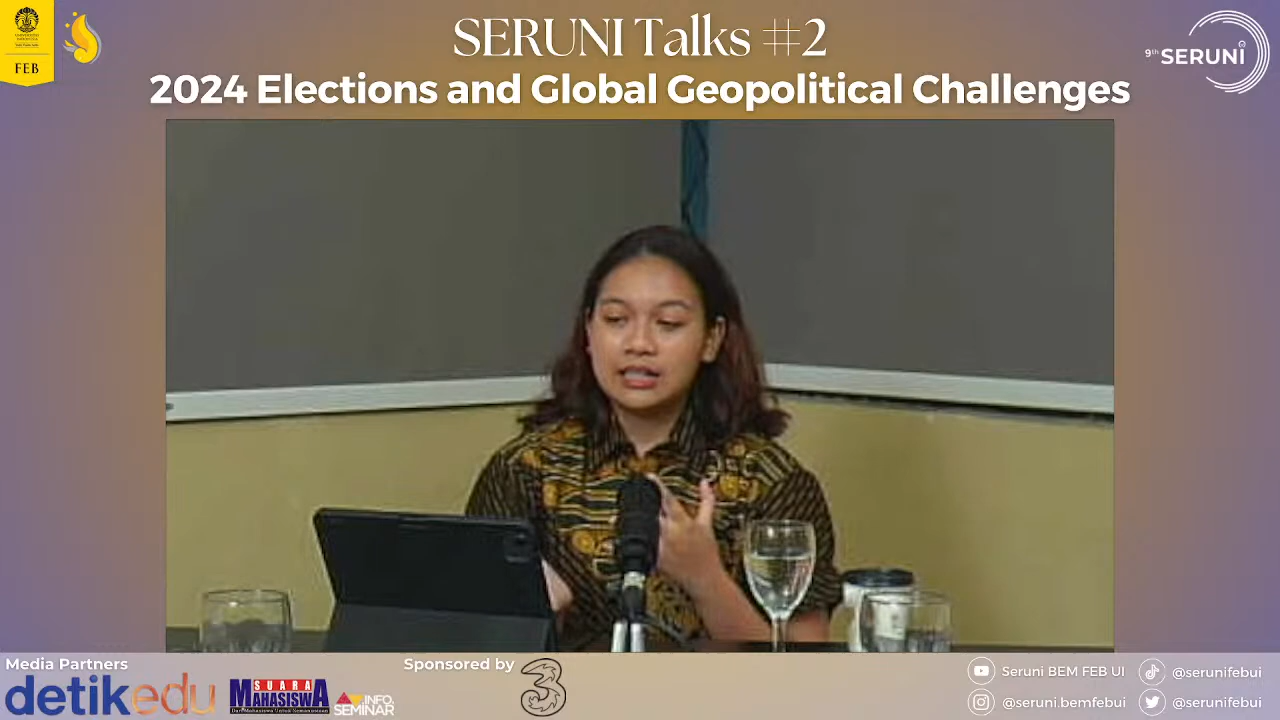 SERUNI Talks #2
2024 Elections and Global Geopolitical Challenges
FEB
9th SERUNI
Media Partners
detikedu
SUARA
MAHASISWA
INFO
SEMINAR
Sponsored by
3
Seruni BEM FEB UI
@serunifebui
@seruni.bemfebui
@serunifebui